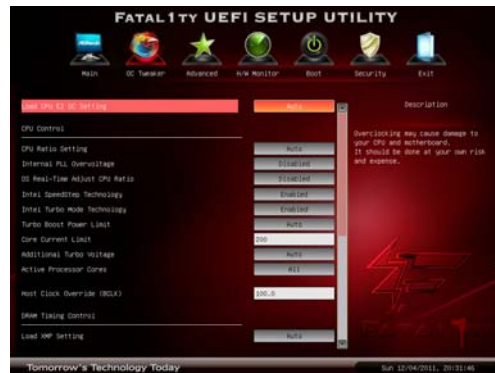 FATAL1TY UEFI SETUP UTILITY
Main OC Tweaker Advanced H/W Monitor Boot Security Exit
Load CPU EZ OC Setting Auto
Description
Overclocking may cause damage to
your CPU and motherboard.
It should be done at your own risk
and expense.
CPU Control
CPU Ratio Setting Auto
Internal PLL Overvoltage Disabled
OS Real-Time Adjust CPU Ratio Disabled
Intel SpeedStep Technology Enabled
Intel Turbo Mode Technology Enabled
Turbo Boost Power Limit Auto
Core Current Limit 200
Additional Turbo Voltage Auto
Active Processor Cores All
Host Clock Override (BCLK) 100.0
DRAM Timing Control
Load XMP Setting Auto
FATAL1TY
Tomorrow's Technology Today
Sun 12/04/2011, 20:31:46